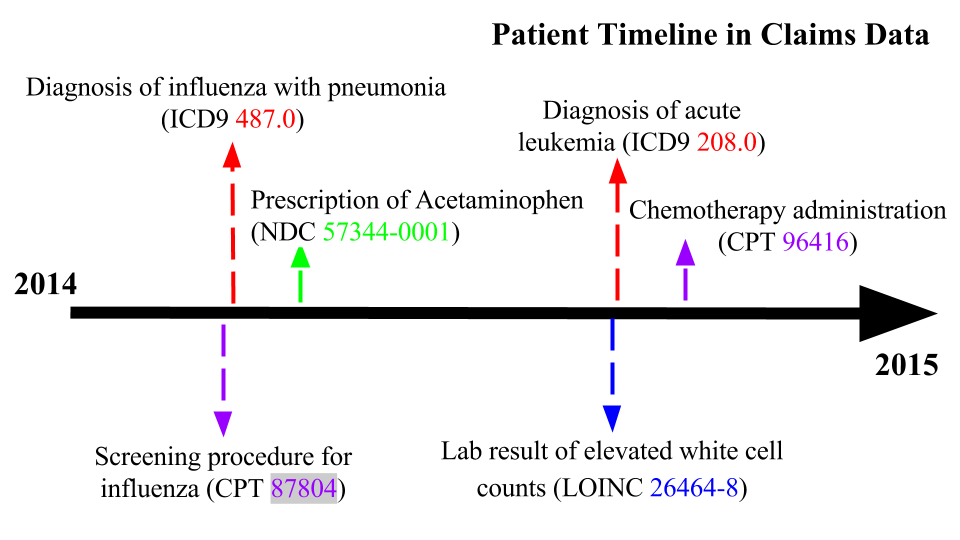 Patient Timeline in Claims Data
Diagnosis of influenza with pneumonia
(ICD9 487.0)
Diagnosis of acute
leukemia (ICD9 208.0)
Prescription of Acetaminophen
(NDC 57344-0001)
Chemotherapy administration
(CPT 96416)
2014
2015
Screening procedure for
influenza (CPT 87804)
Lab result of elevated white cell
counts (LOINC 26464-8)